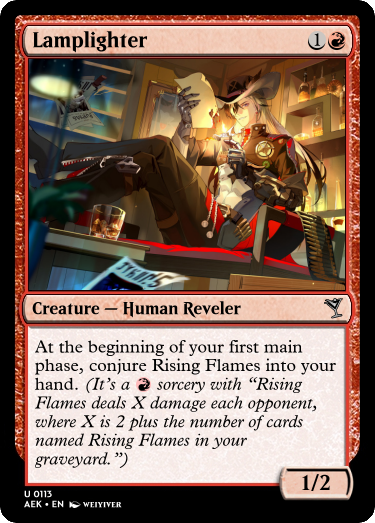 Lamplighter 1R
Creature — Human Reveler
At the beginning of your first main
phase, conjure Rising Flames into your
hand. (It's a R sorcery with “Rising
Flames deals X damage each opponent,
where X is 2 plus the number of cards
named Rising Flames in your
graveyard.”)
1/2
U 0113
AEK • EN WEIYIVER